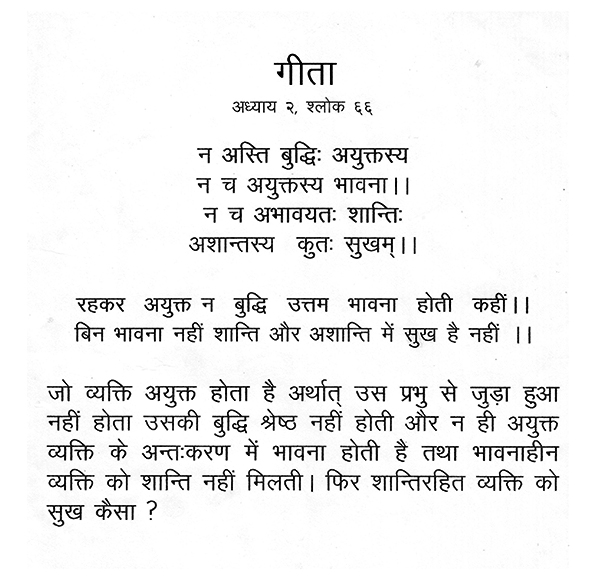 गीता
अध्याय २, श्लोक ६६
न अस्ति बुद्धिः अयुक्तस्य
न च अयुक्तस्य भावना।।
न च अभावयतः शान्तिः
अशान्तस्य कुतः सुखम्।।
रहकर अयुक्त न बुद्धि उत्तम भावना होती कहीं।।
बिन भावना नहीं शान्ति और अशान्ति में सुख है नहीं ।।
जो व्यक्ति अयुक्त होता है अर्थात् उस प्रभु से जुड़ा हुआ
नहीं होता उसकी बुद्धि श्रेष्ठ नहीं होती और न ही अयुक्त
व्यक्ति के अन्तःकरण में भावना होती है तथा भावनाहीन
व्यक्ति को शान्ति नहीं मिलती। फिर शान्तिरहित व्यक्ति को
सुख कैसा ?